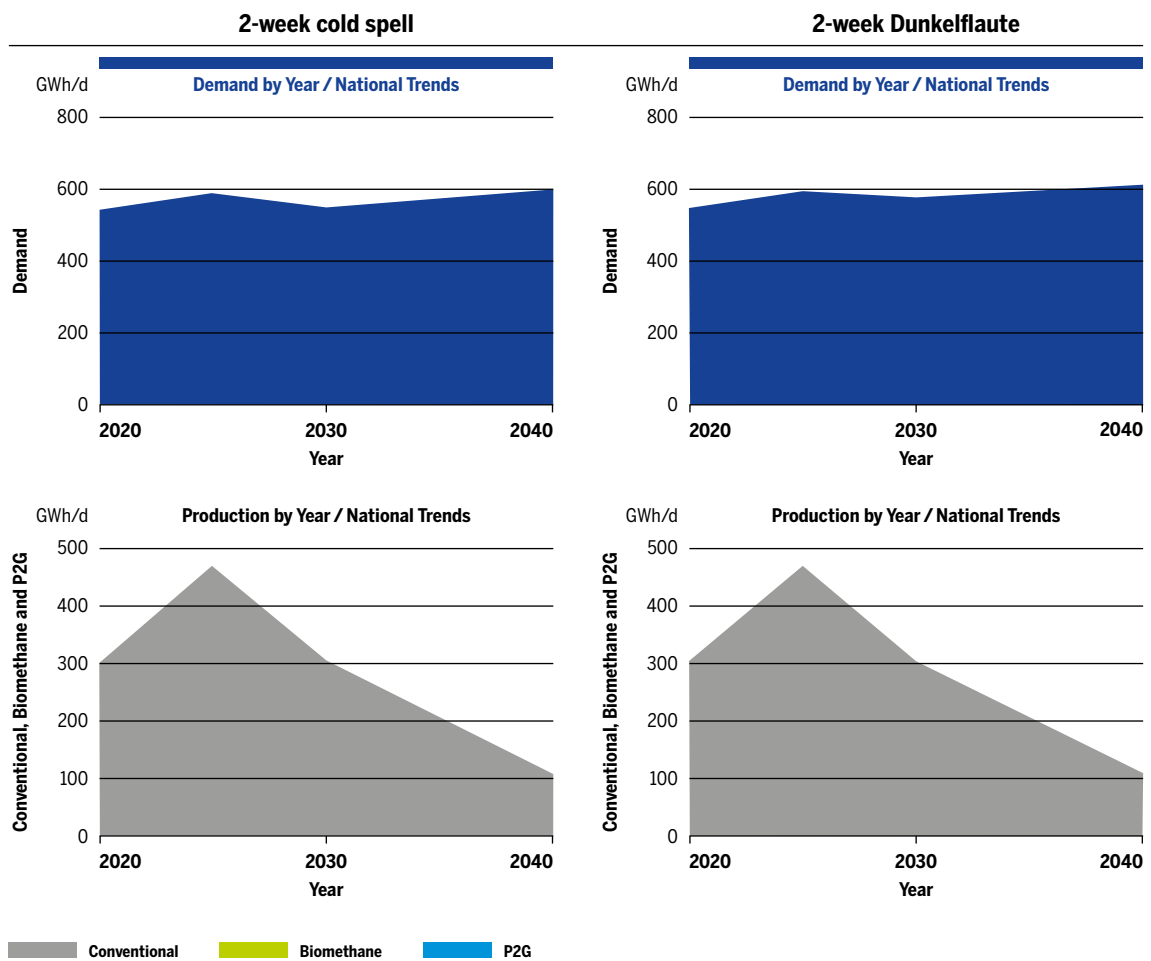 2-week cold spell
2-week Dunkelflaute
GWh/d
Demand by Year / National Trends
800
600
400
200
0
Demand
2020
2030
2040
Year
GWh/d
Demand by Year / National Trends
800
600
400
200
0
Demand
2020
2030
2040
Year
GWh/d
Production by Year / National Trends
500
400
300
200
100
0
Conventional, Biomethane and P2G
2020
2030
2040
Year
GWh/d
Production by Year / National Trends
500
400
300
200
100
0
Conventional, Biomethane and P2G
2020
2030
2040
Year
Conventional
Biomethane
P2G